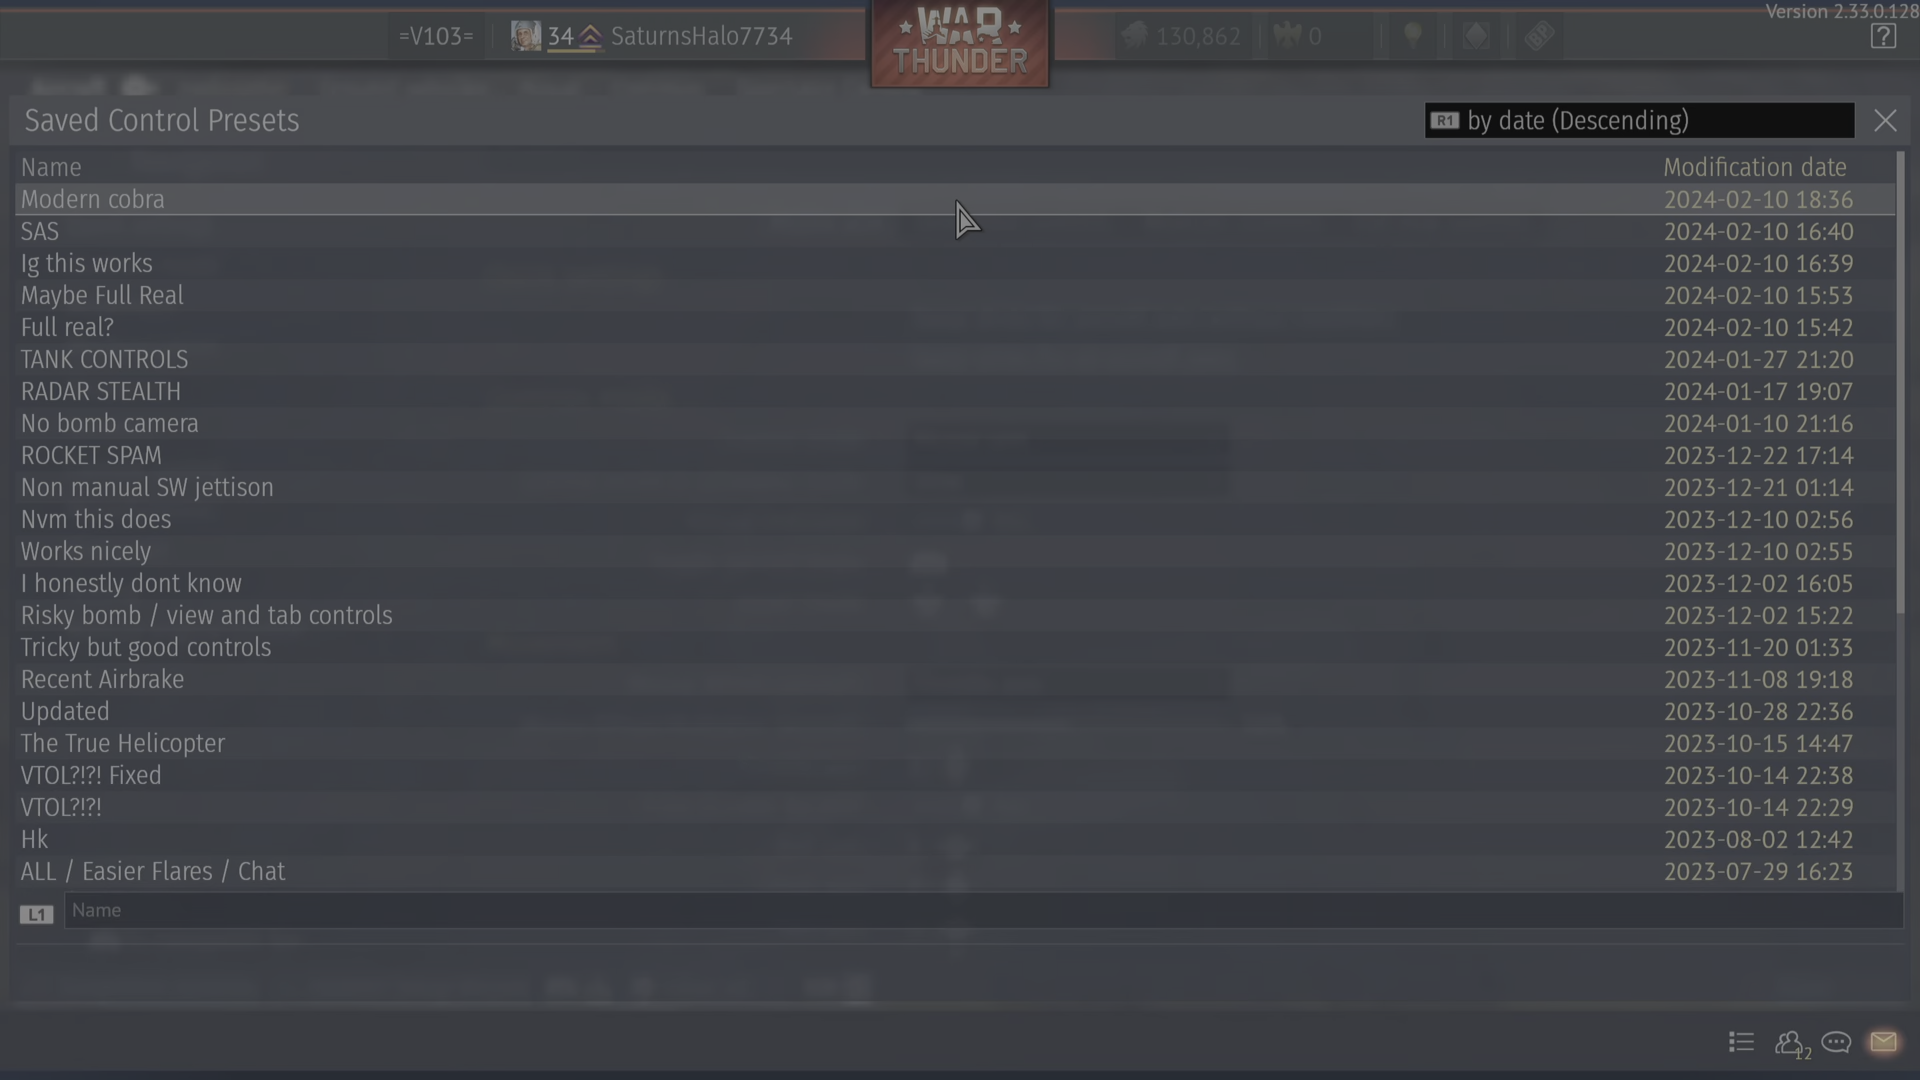 Version 2.33.0.128
=V103= 34 SaturnsHalo7734 WAR THUNDER 130,862 0 BP ?
Saved Control Presets R1 by date (Descending)
Name Modification date
Modern cobra 2024-02-10 18:36
SAS 2024-02-10 16:40
Ig this works 2024-02-10 16:39
Maybe Full Real 2024-02-10 15:53
Full real? 2024-02-10 15:42
TANK CONTROLS 2024-01-27 21:20
RADAR STEALTH 2024-01-17 19:07
No bomb camera 2024-01-10 21:16
ROCKET SPAM 2023-12-22 17:14
Non manual SW jettison 2023-12-21 01:14
Nvm this does 2023-12-10 02:56
Works nicely 2023-12-10 02:55
I honestly dont know 2023-12-02 16:05
Risky bomb / view and tab controls 2023-12-02 15:22
Tricky but good controls 2023-11-20 01:33
Recent Airbrake 2023-11-08 19:18
Updated 2023-10-28 22:36
The True Helicopter 2023-10-15 14:47
VTOL?!?! Fixed 2023-10-14 22:38
VTOL?!?! 2023-10-14 22:29
Hk 2023-08-02 12:42
ALL / Easier Flares / Chat 2023-07-29 16:23
L1 Name
12